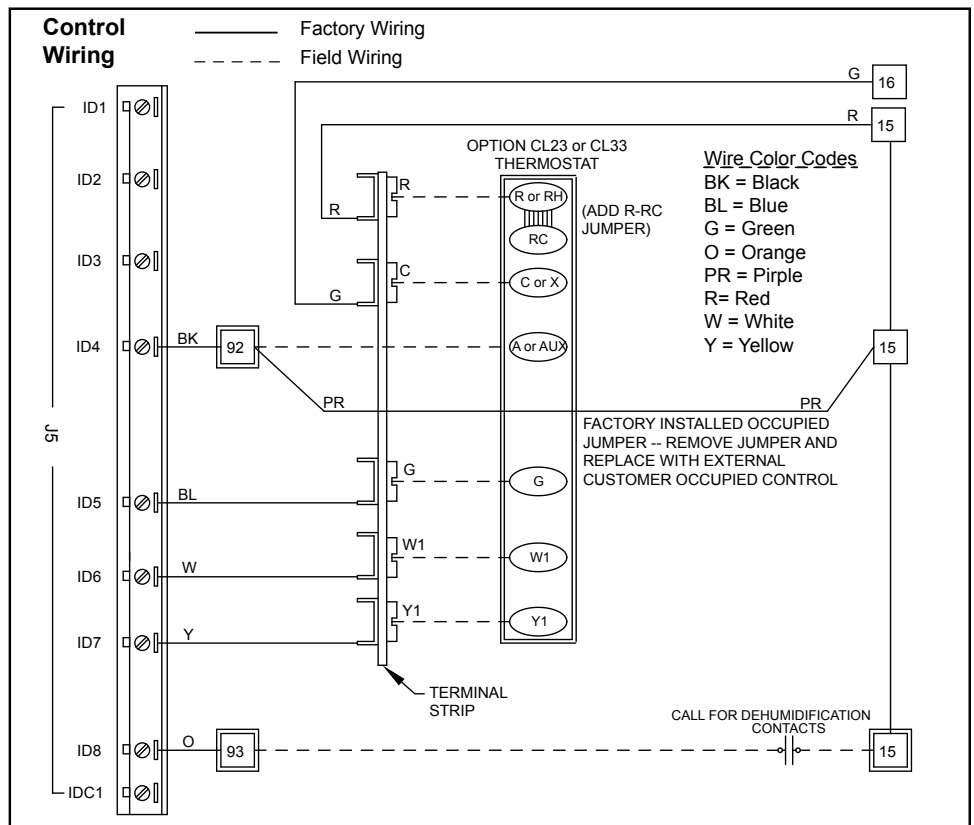 Control
Wiring
Factory Wiring
Field Wiring
G
16
R
15
ID1
ID2
ID3
ID4
J5
ID5
ID6
ID7
ID8
IDC1
OPTION CL23 or CL33
THERMOSTAT
R
R
R or RH
RC
(ADD R-RC
JUMPER)
C
G
C or X
Wire Color Codes
BK = Black
BL = Blue
G = Green
O = Orange
PR = Pirple
R= Red
W = White
Y = Yellow
BK
92
A or AUX
15
PR
PR
FACTORY INSTALLED OCCUPIED
JUMPER -- REMOVE JUMPER AND
REPLACE WITH EXTERNAL
CUSTOMER OCCUPIED CONTROL
BL
G
G
W
W1
W1
Y
Y1
Y1
TERMINAL
STRIP
CALL FOR DEHUMIDIFICATION
CONTACTS
O
93
15